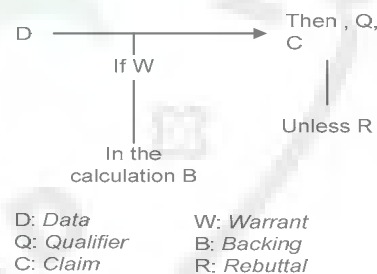 D
Then , Q,
C
If W
Unless R
In the
calculation B
D: Data
W: Warrant
Q: Qualifier
B: Backing
C: Claim
R: Rebuttal